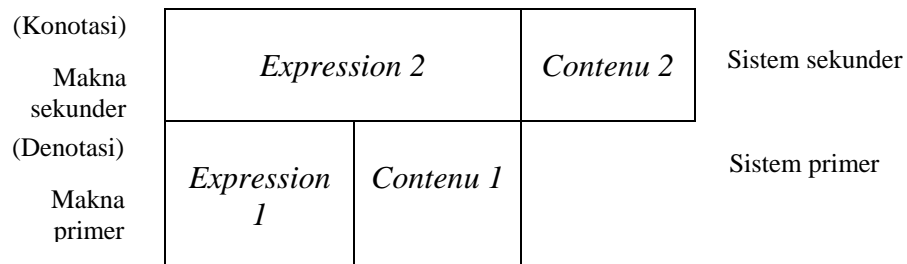 (Konotasi)
Makna
sekunder
Expression 2
Contenu 2
Sistem sekunder
(Denotasi)
Makna
primer
Expression
1
Contenu 1
Sistem primer